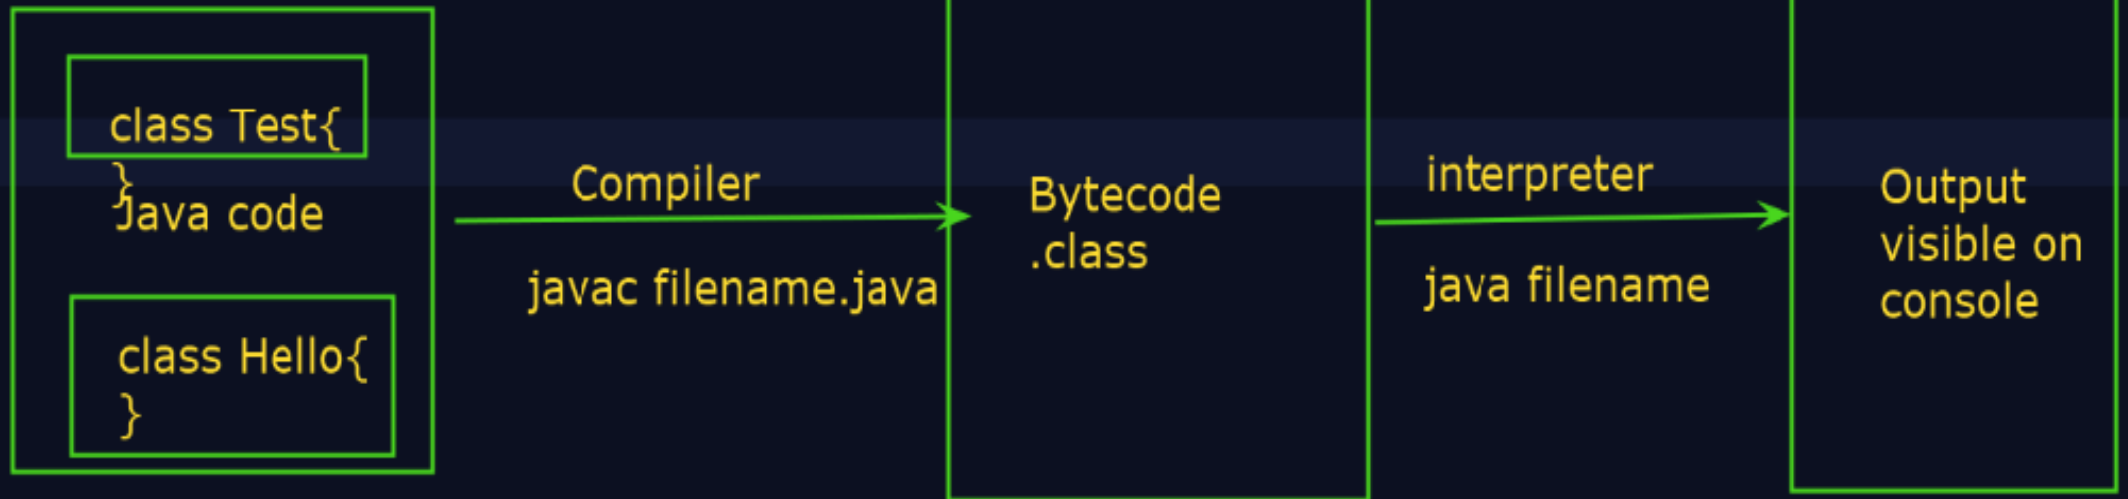 class Test{
}
Java code
class Hello{
}
Compiler
javac filename.java
Bytecode
.class
interpreter
java filename
Output
visible on
console